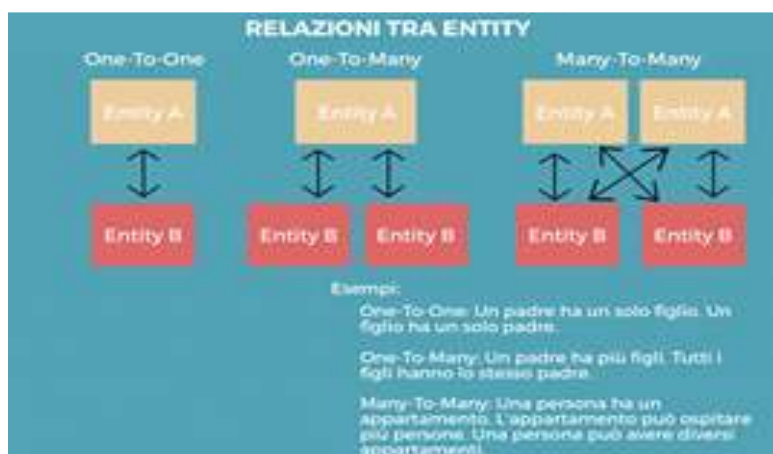 RELAZIONI TRA ENTITY
One-To-One One-To-Many Many-To-Many
Entity A Entity A Entity A Entity A
Entity B Entity B Entity B Entity B Entity B
Esempi:
One-To-One: Un padre ha un solo figlio. Un
figlio ha un solo padre.
One-To-Many: Un padre ha più figli. Tutti i
figli hanno lo stesso padre.
Many-To-Many: Una persona ha un
appartamento. L'appartamento può ospitare
più persone. Una persona può avere diversi
appartamenti.